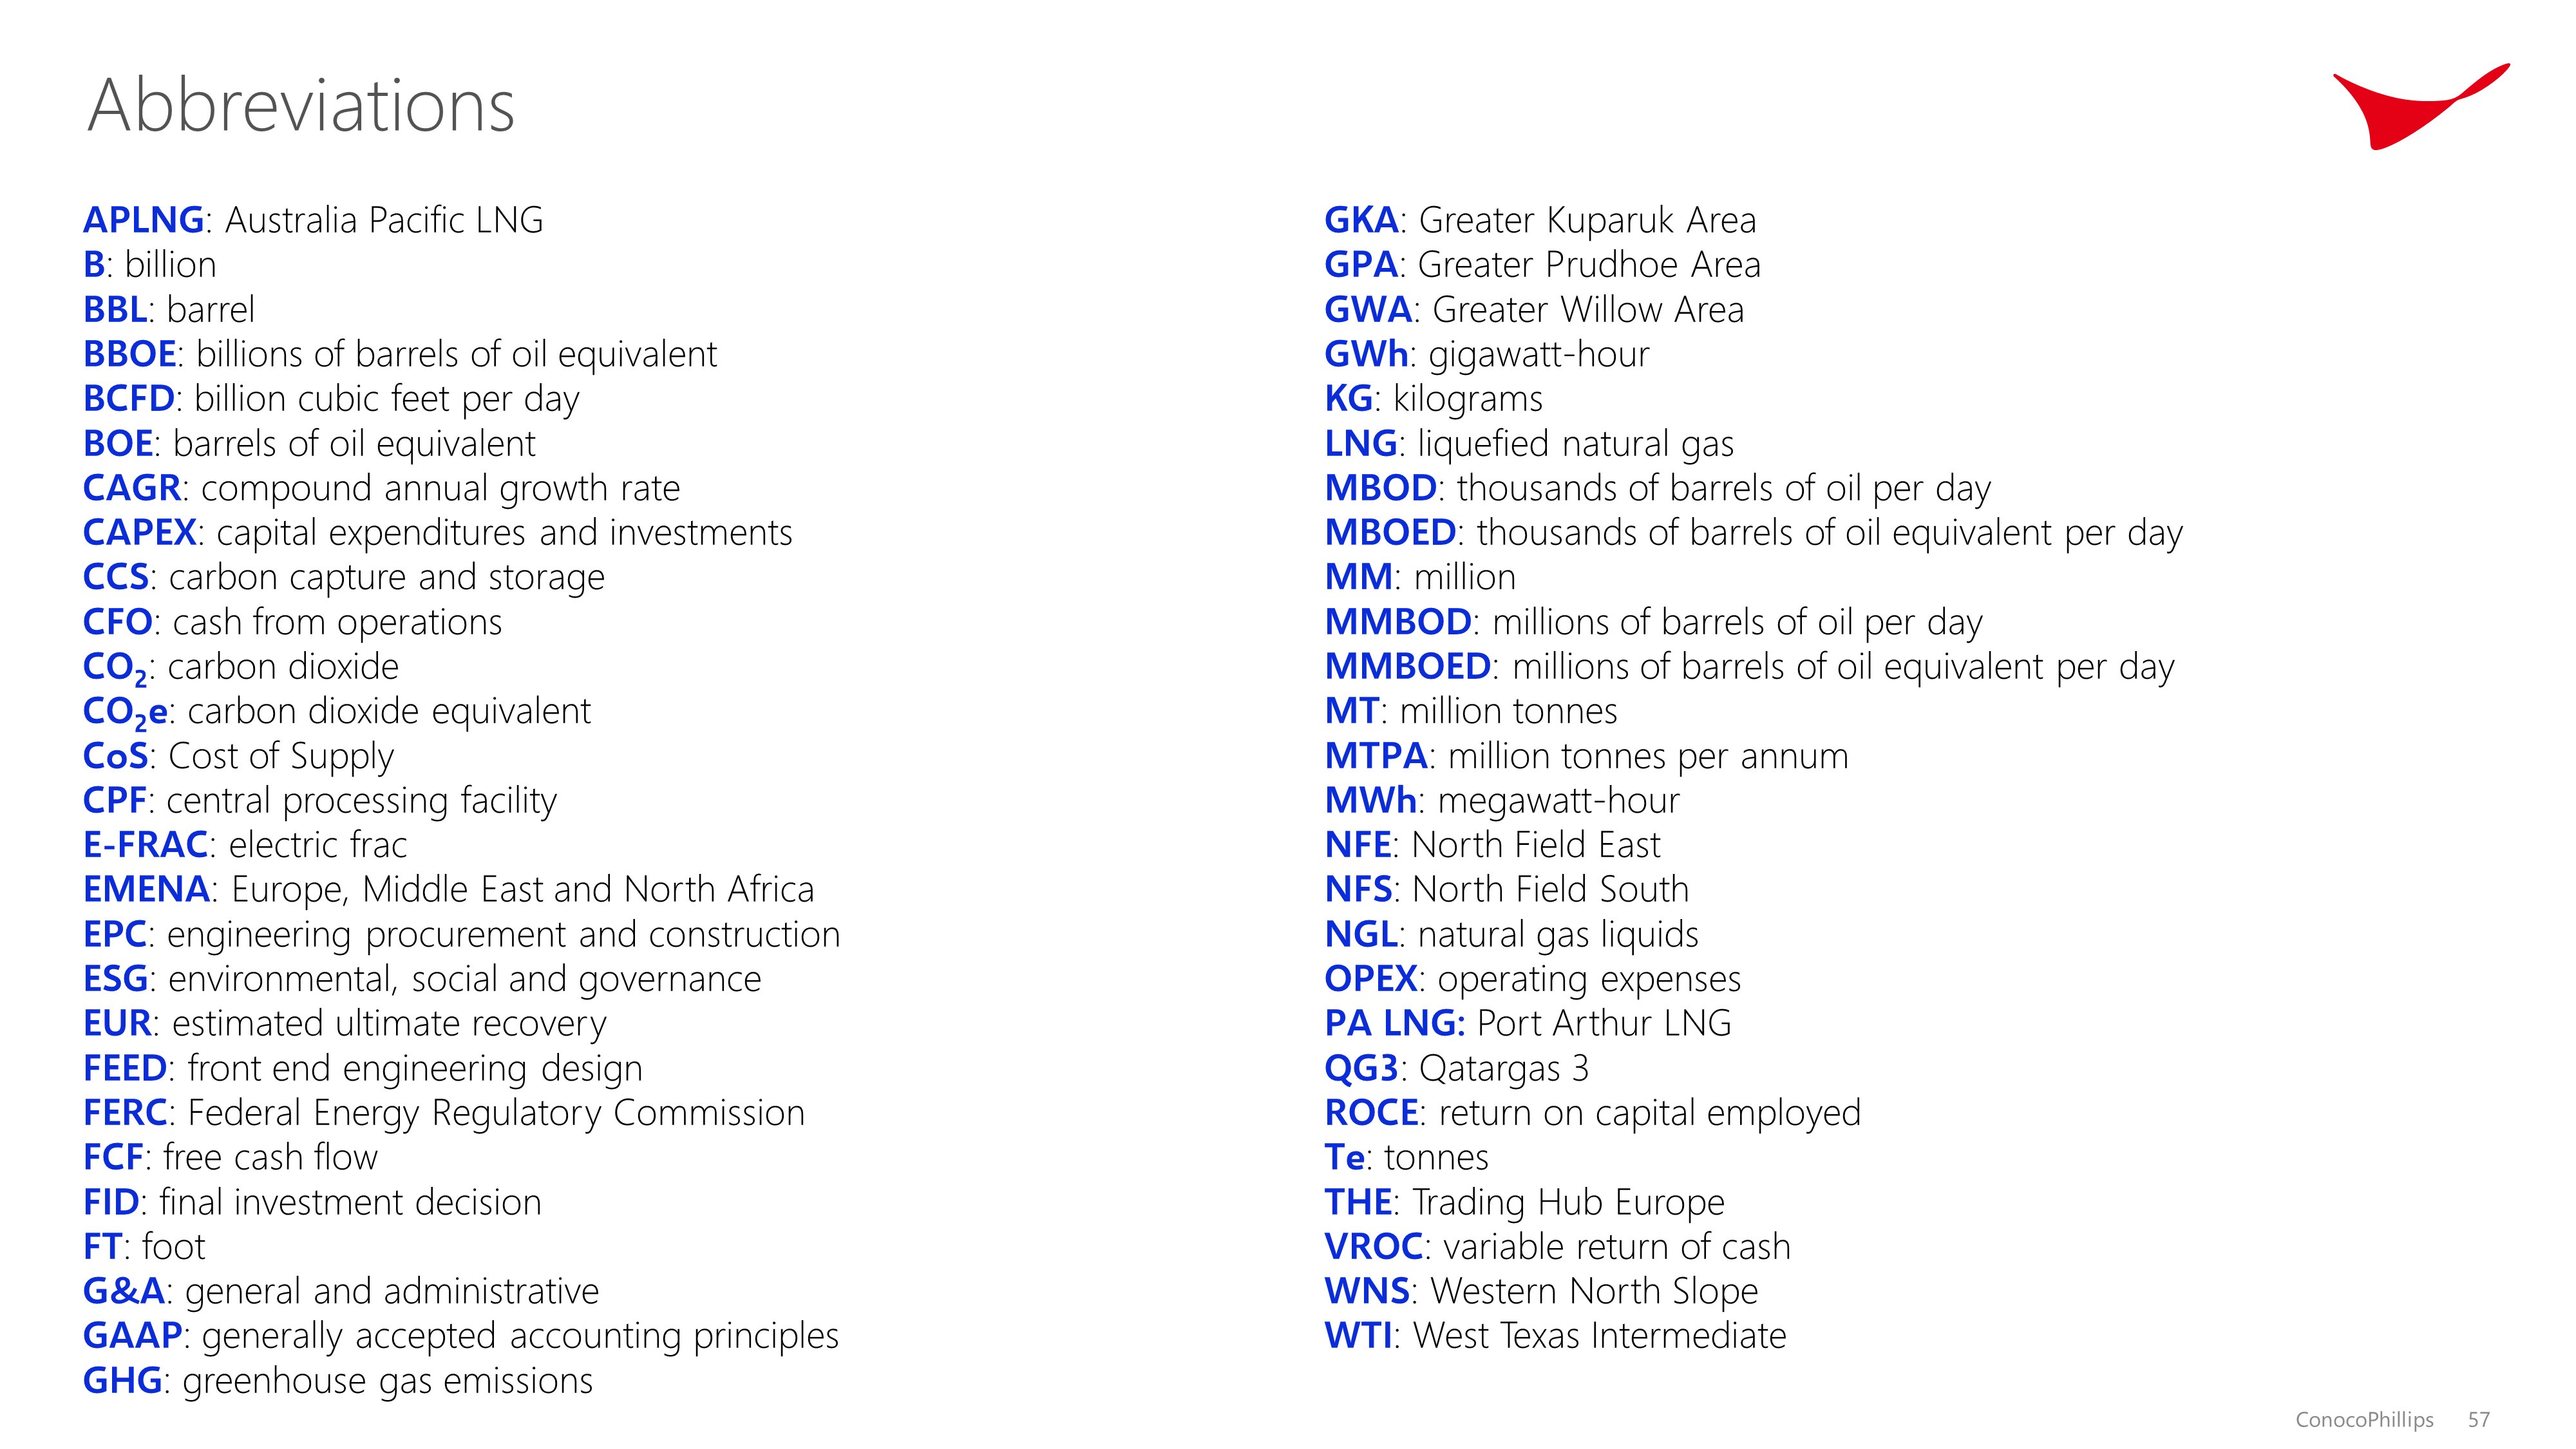 Abbreviations
APLNG: Australia Pacific LNG
B: billion
BBL: barrel
BBOE: billions of barrels of oil equivalent
BCFD: billion cubic feet per day
BOE: barrels of oil equivalent
CAGR: compound annual growth rate
CAPEX: capital expenditures and investments
CCS: carbon capture and storage
CFO: cash from operations
CO₂: carbon dioxide
CO₂e: carbon dioxide equivalent
CoS: Cost of Supply
CPF: central processing facility
E-FRAC: electric frac
EMENA: Europe, Middle East and North Africa
EPC: engineering procurement and construction
ESG: environmental, social and governance
EUR: estimated ultimate recovery
FEED: front end engineering design
FERC: Federal Energy Regulatory Commission
FCF: free cash flow
FID: final investment decision
FT: foot
G&A: general and administrative
GAAP: generally accepted accounting principles
GHG: greenhouse gas emissions
GKA: Greater Kuparuk Area
GPA: Greater Prudhoe Area
GWA: Greater Willow Area
GWh: gigawatt-hour
KG: kilograms
LNG: liquefied natural gas
MBOD: thousands of barrels of oil per day
MBOED: thousands of barrels of oil equivalent per day
MM: million
MMBOD: millions of barrels of oil per day
MMBOED: millions of barrels of oil equivalent per day
MT: million tonnes
MTPA: million tonnes per annum
MWh: megawatt-hour
NFE: North Field East
NFS: North Field South
NGL: natural gas liquids
OPEX: operating expenses
PA LNG: Port Arthur LNG
QG3: Qatargas 3
ROCE: return on capital employed
Te: tonnes
THE: Trading Hub Europe
VROC: variable return of cash
WNS: Western North Slope
WTI: West Texas Intermediate
ConocoPhillips 57